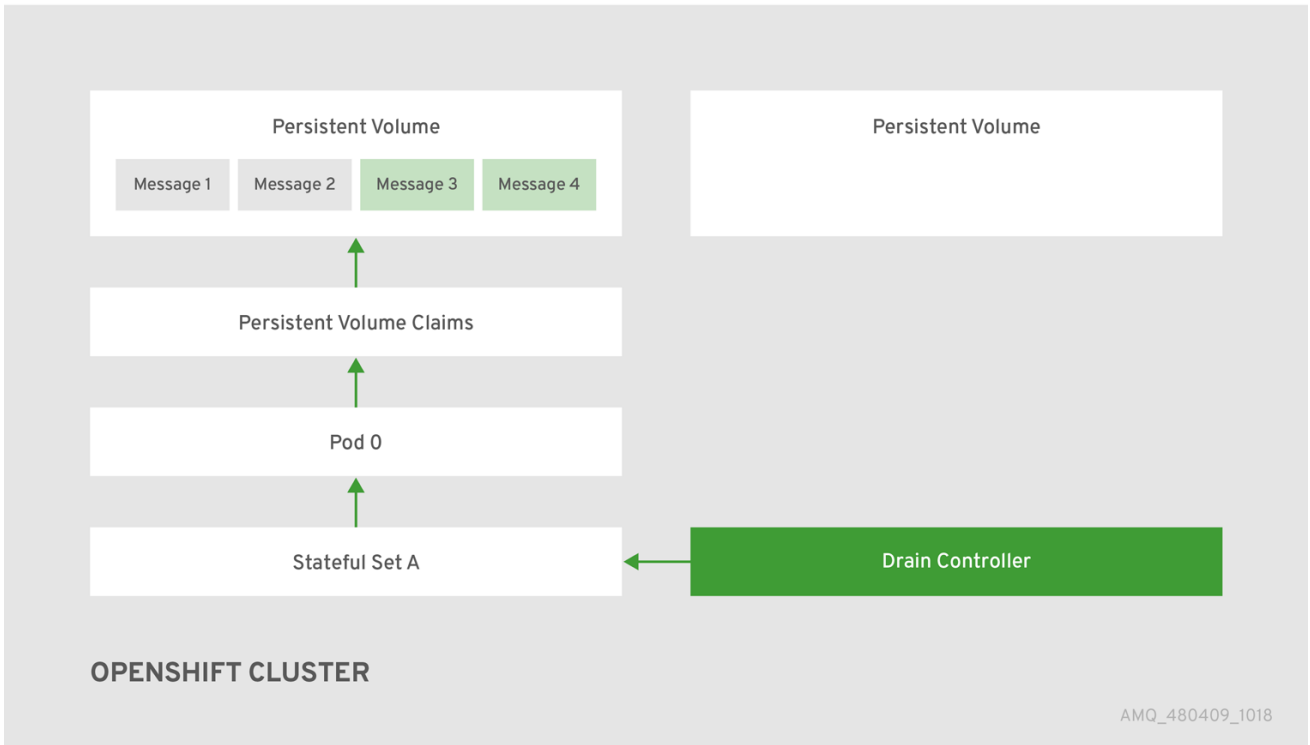 Persistent Volume
Message 1
Message 2
Message 3
Message 4
Persistent Volume
Persistent Volume Claims
Pod 0
Stateful Set A
Drain Controller
OPENSHIFT CLUSTER
AMQ_480409_1018